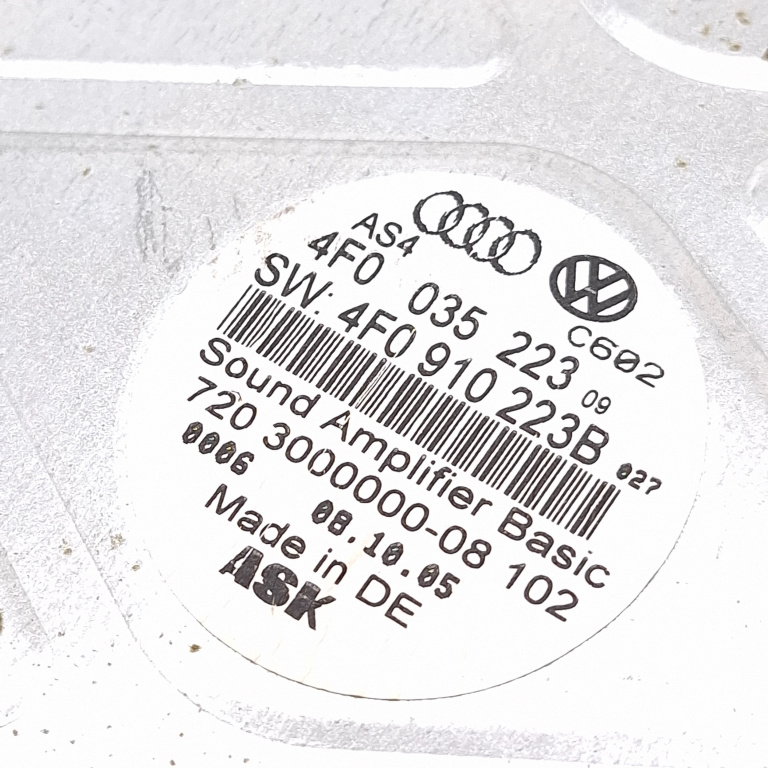 AS4
4F0 035 223 09
C602
SW: 4F0 910 223B
027
Sound Amplifier Basic
720 3000000-08 102
0006 08.10.05
Made in DE
ASK